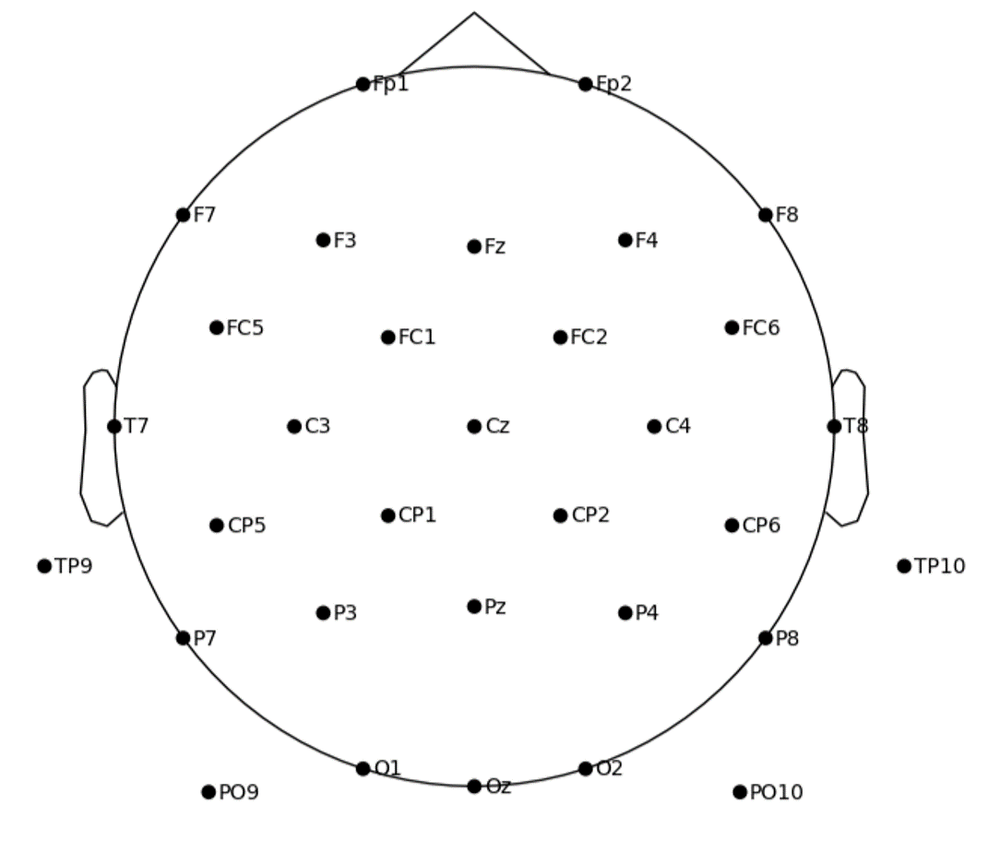 Fp1 Fp2
F7 F8
F3 Fz F4
FC5 FC1 FC2 FC6
T7 C3 Cz C4 T8
CP5 CP1 CP2 CP6
TP9 TP10
P3 Pz P4
P7 P8
O1 Oz O2
PO9 PO10